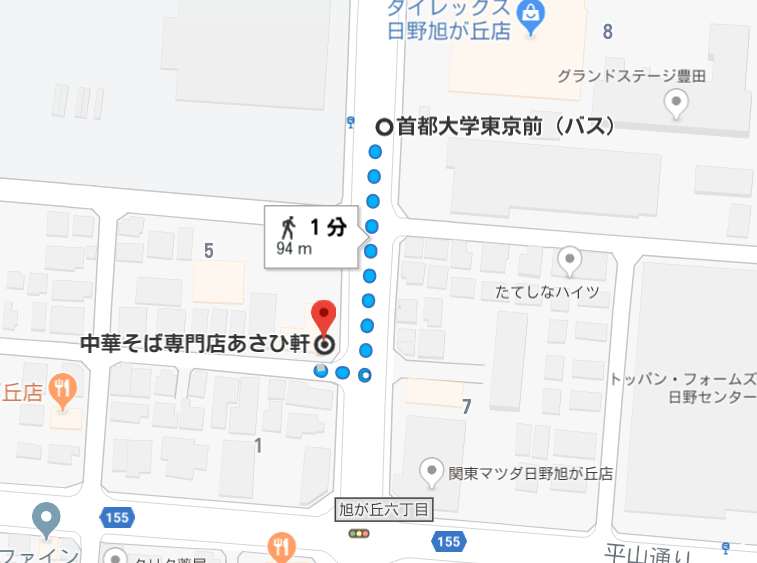 ダイレックス
日野旭が丘店
8
グランドステージ豊田
首都大学東京前（バス）
1 分
94 m
5
たてしなハイツ
中華そば専門店あさひ軒
丘店
トッパン・フォームズ
日野センター
7
1
関東マツダ日野旭が丘店
旭が丘六丁目
155
155
ファイン
平山通り